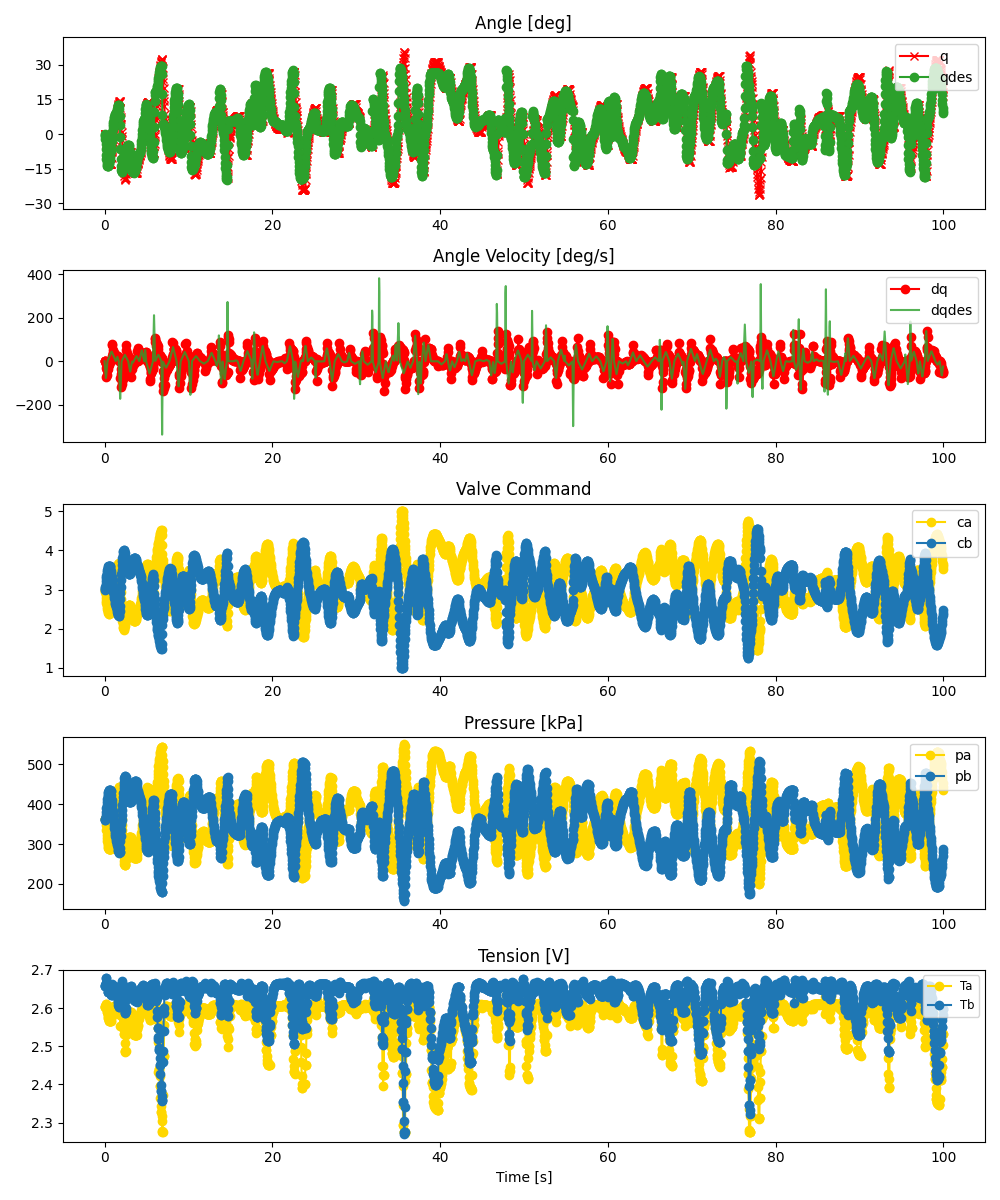 Angle [deg]
30
15
0
−15
−30
q
qdes
0 20 40 60 80 100
Angle Velocity [deg/s]
400
200
0
−200
dq
dqdes
0 20 40 60 80 100
Valve Command
5
4
3
2
1
ca
cb
0 20 40 60 80 100
Pressure [kPa]
500
400
300
200
pa
pb
0 20 40 60 80 100
Tension [V]
2.7
2.6
2.5
2.4
2.3
Ta
Tb
0 20 40 60 80 100
Time [s]